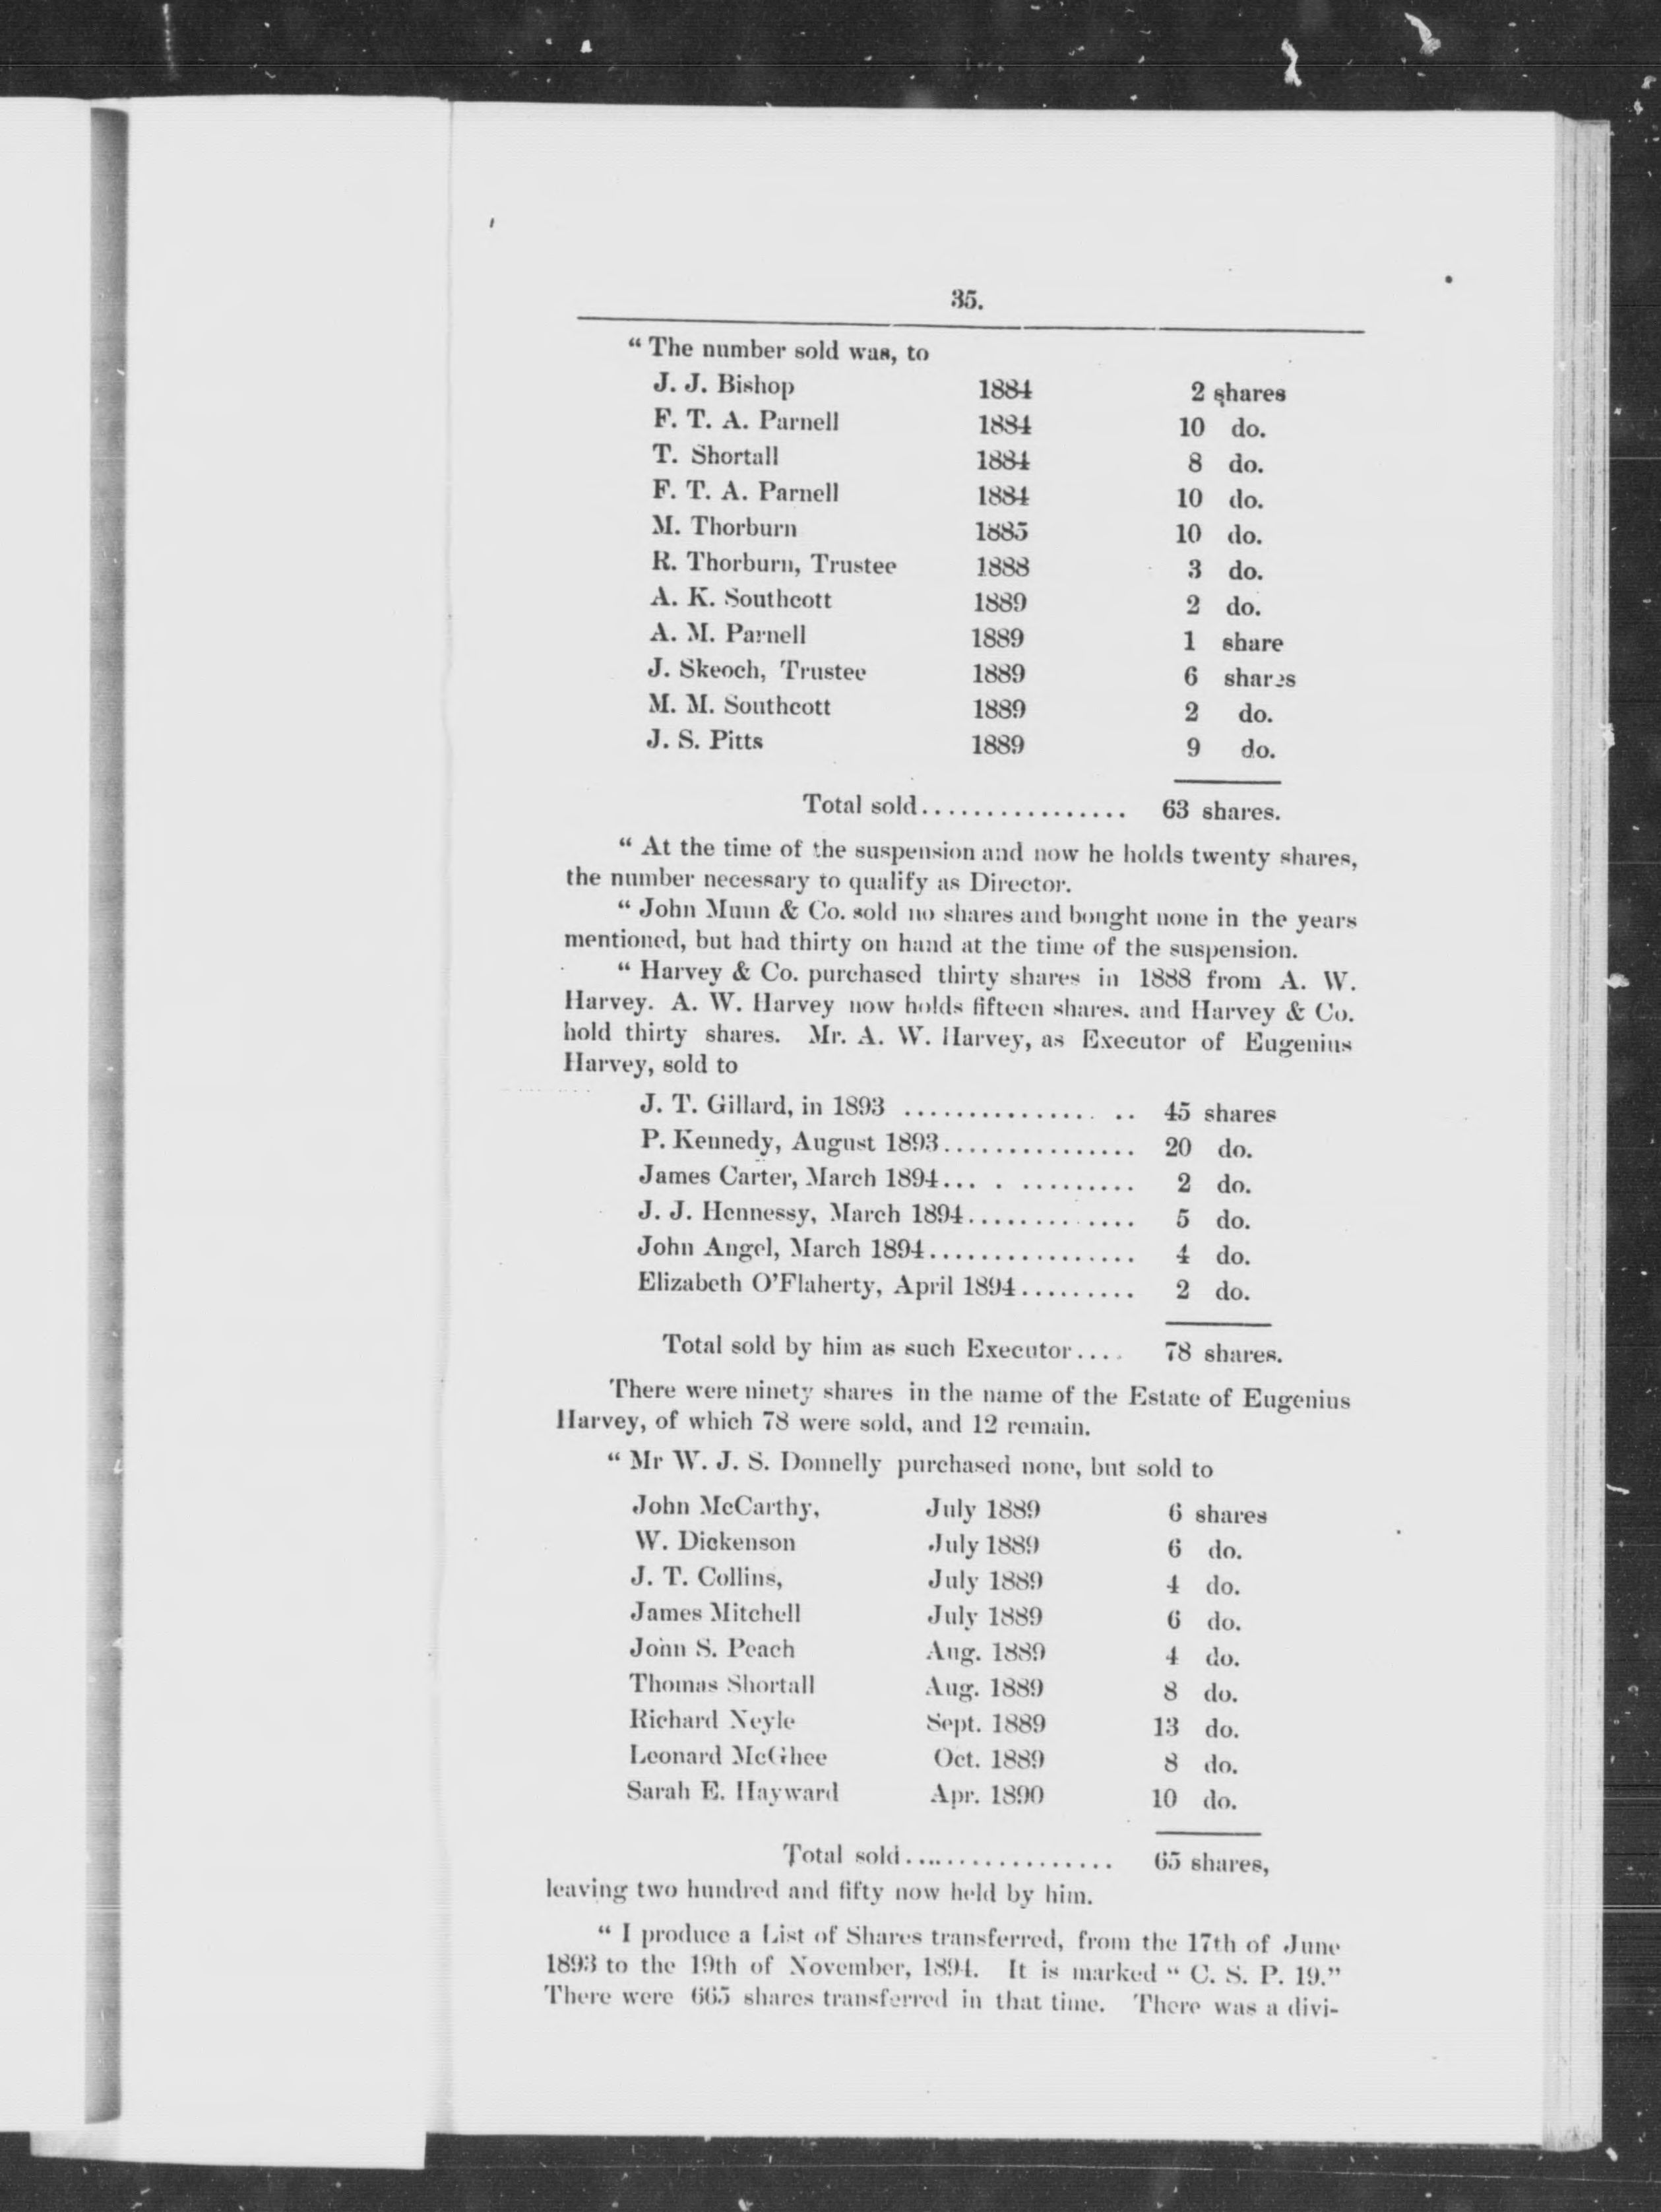 35.
“ The number sold was, to
J. J. Bishop 1884 2 shares
F. T. A. Parnell 1884 10 do.
T. Shortall 1884 8 do.
F. T. A. Parnell 1884 10 do.
M. Thorburn 1885 10 do.
R. Thorburn, Trustee 1888 3 do.
A. K. Southcott 1889 2 do.
A. M. Parnell 1889 1 share
J. Skeoch, Trustee 1889 6 shares
M. M. Southcott 1889 2 do.
J. S. Pitts 1889 9 do.
Total sold................ 63 shares.
“ At the time of the suspension and now he holds twenty shares,
the number necessary to qualify as Director.
“ John Munn & Co. sold no shares and bought none in the years
mentioned, but had thirty on hand at the time of the suspension.
“ Harvey & Co. purchased thirty shares in 1888 from A. W.
Harvey. A. W. Harvey now holds fifteen shares. and Harvey & Co.
hold thirty shares. Mr. A. W. Harvey, as Executor of Eugenius
Harvey, sold to
J. T. Gillard, in 1893 ............... .. 45 shares
P. Kennedy, August 1893............... 20 do.
James Carter, March 1894... . ......... 2 do.
J. J. Hennessy, March 1894........ .... 5 do.
John Angel, March 1894................ 4 do.
Elizabeth O’Flaherty, April 1894......... 2 do.
Total sold by him as such Executor.... 78 shares.
There were ninety shares in the name of the Estate of Eugenius
Harvey, of which 78 were sold, and 12 remain.
“ Mr W. J. S. Donnelly purchased none, but sold to
John McCarthy, July 1889 6 shares
W. Dickenson July 1889 6 do.
J. T. Collins, July 1889 4 do.
James Mitchell July 1889 6 do.
John S. Peach Aug. 1889 4 do.
Thomas Shortall Aug. 1889 8 do.
Richard Neyle Sept. 1889 13 do.
Leonard McGhee Oct. 1889 8 do.
Sarah E. Hayward Apr. 1890 10 do.
Total sold................. 65 shares,
leaving two hundred and fifty now held by him.
“ I produce a List of Shares transferred, from the 17th of June
1893 to the 19th of November, 1894. It is marked “ C. S. P. 19.”
There were 665 shares transferred in that time. There was a divi-